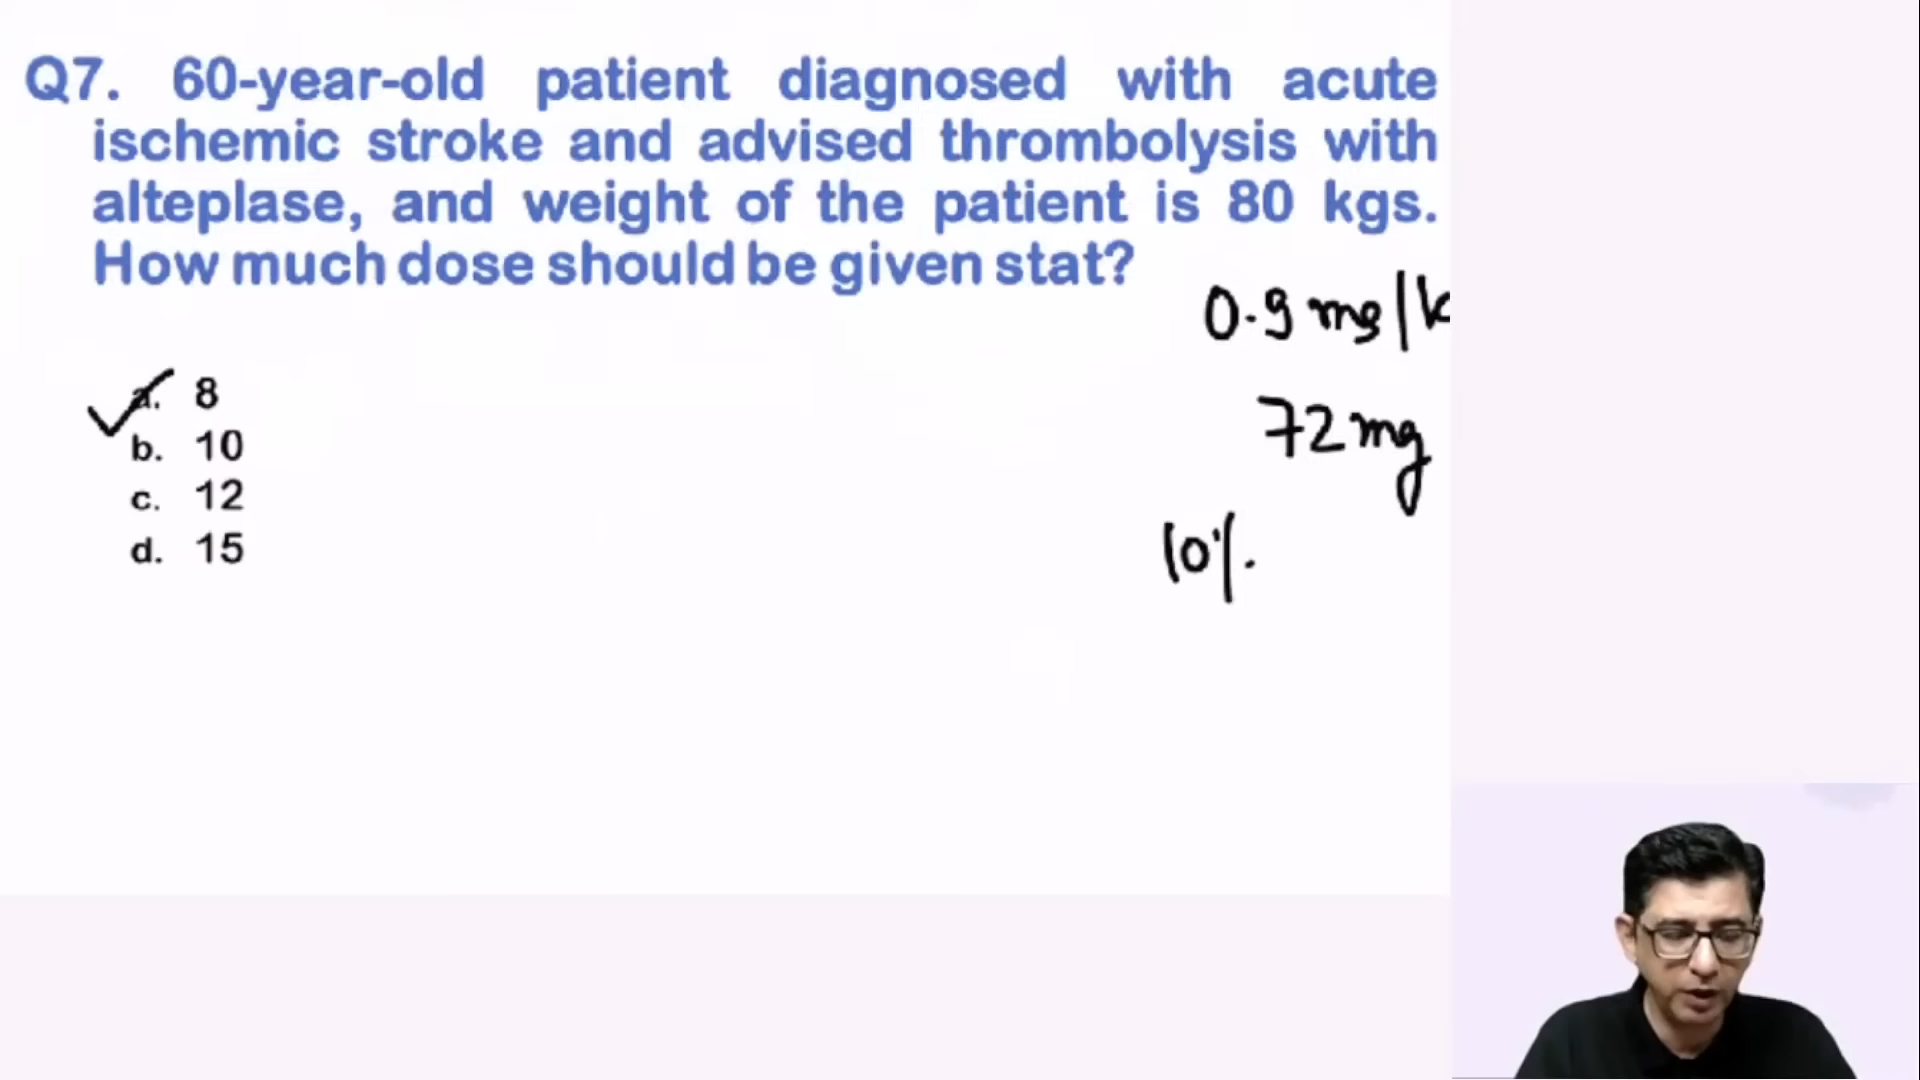 Q7. 60-year-old patient diagnosed with acute
ischemic stroke and advised thrombolysis with
alteplase, and weight of the patient is 80 kgs.
How much dose should be given stat?
0.9 mg/k
72 mg
10%.
a. 8
b. 10
c. 12
d. 15